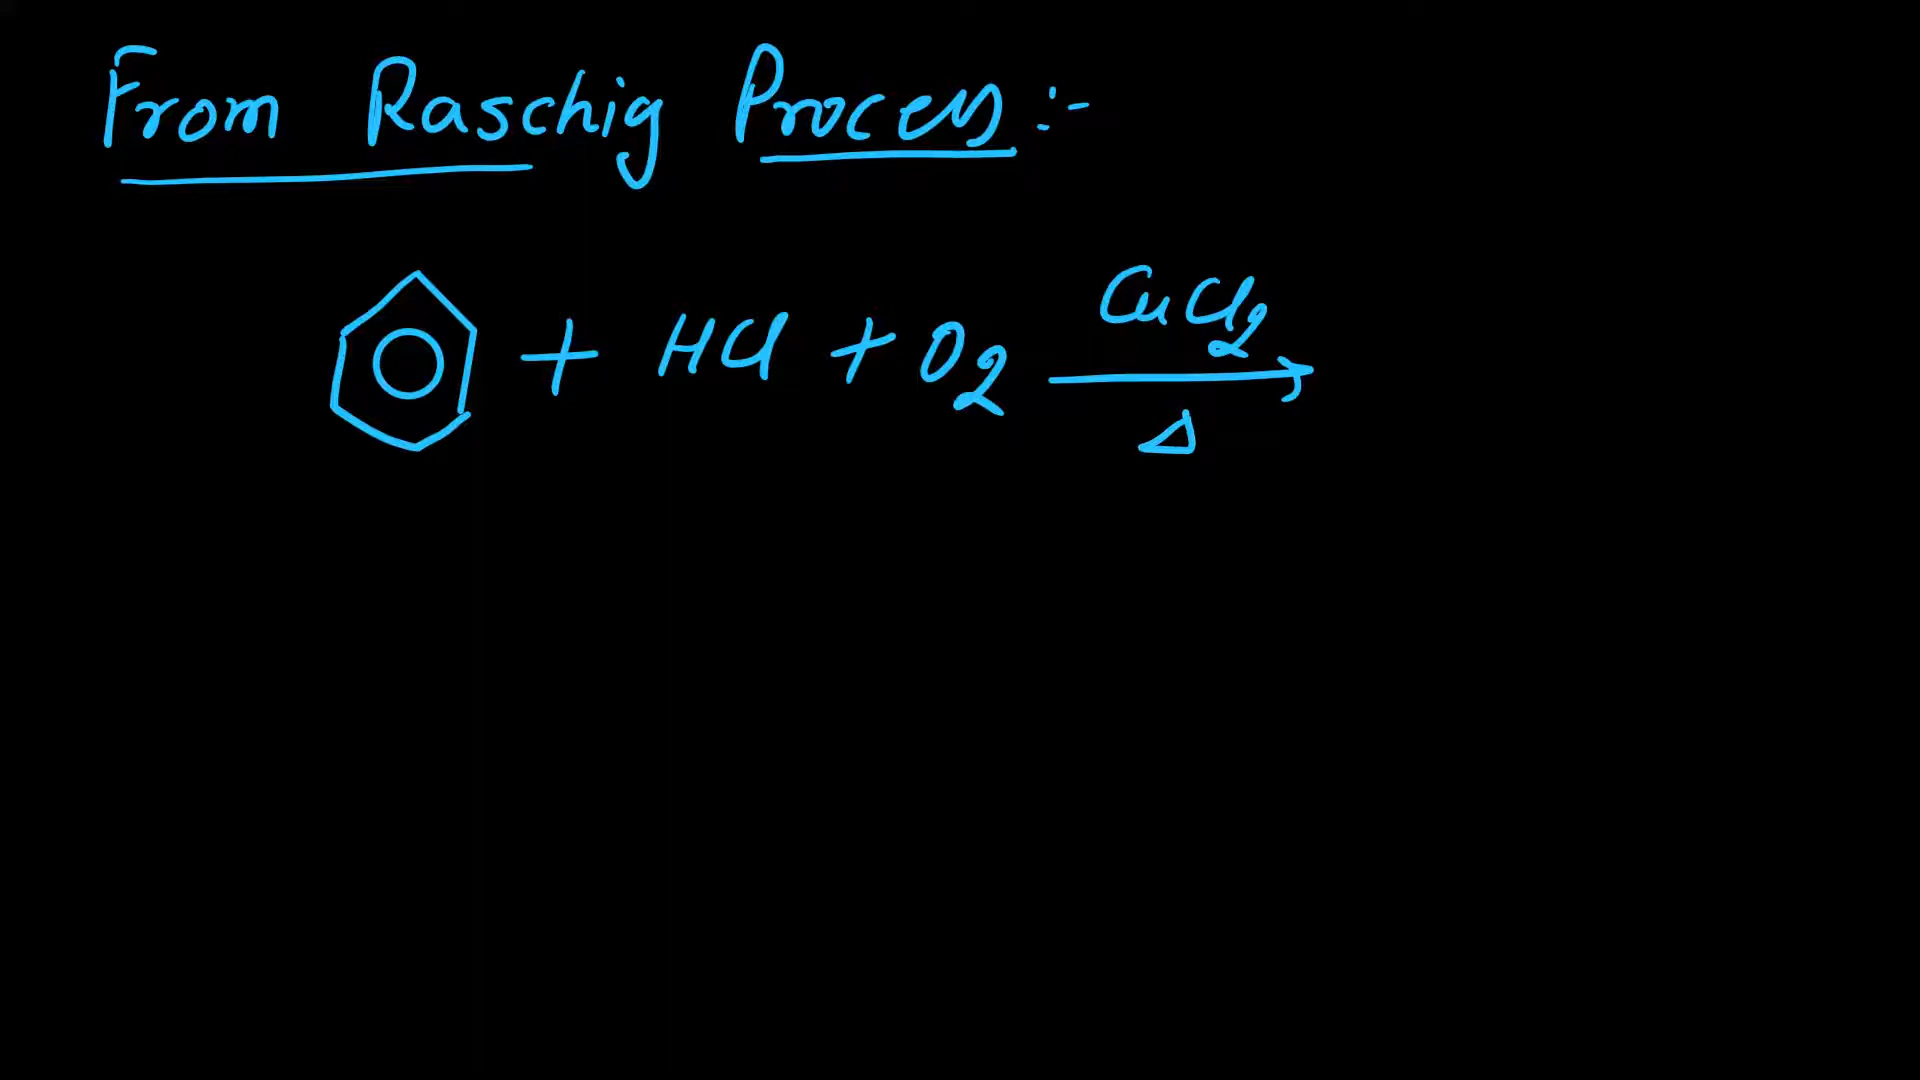 From Raschig Process :-
+ HCl + O2 CuCl2
Δ